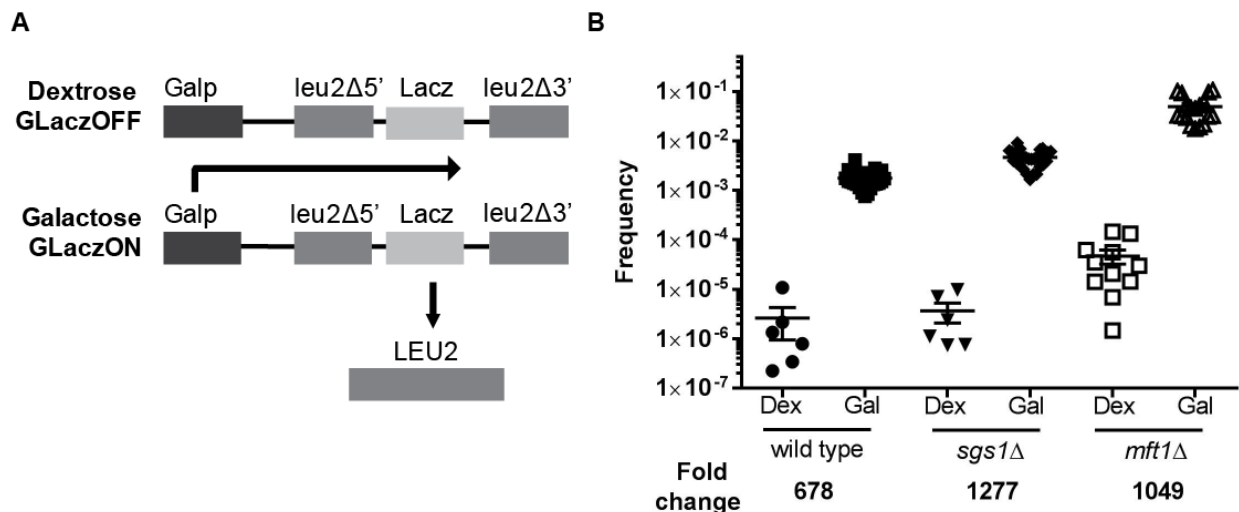 A
Dextrose
GLaczOFF
Galp leu2Δ5' Lacz leu2Δ3'
Galactose
GLaczON
Galp leu2Δ5' Lacz leu2Δ3'
LEU2
B
Frequency
1×10⁻¹
1×10⁻²
1×10⁻³
1×10⁻⁴
1×10⁻⁵
1×10⁻⁶
1×10⁻⁷
Dex Gal Dex Gal Dex Gal
wild type sgs1Δ mft1Δ
Fold
change
678 1277 1049